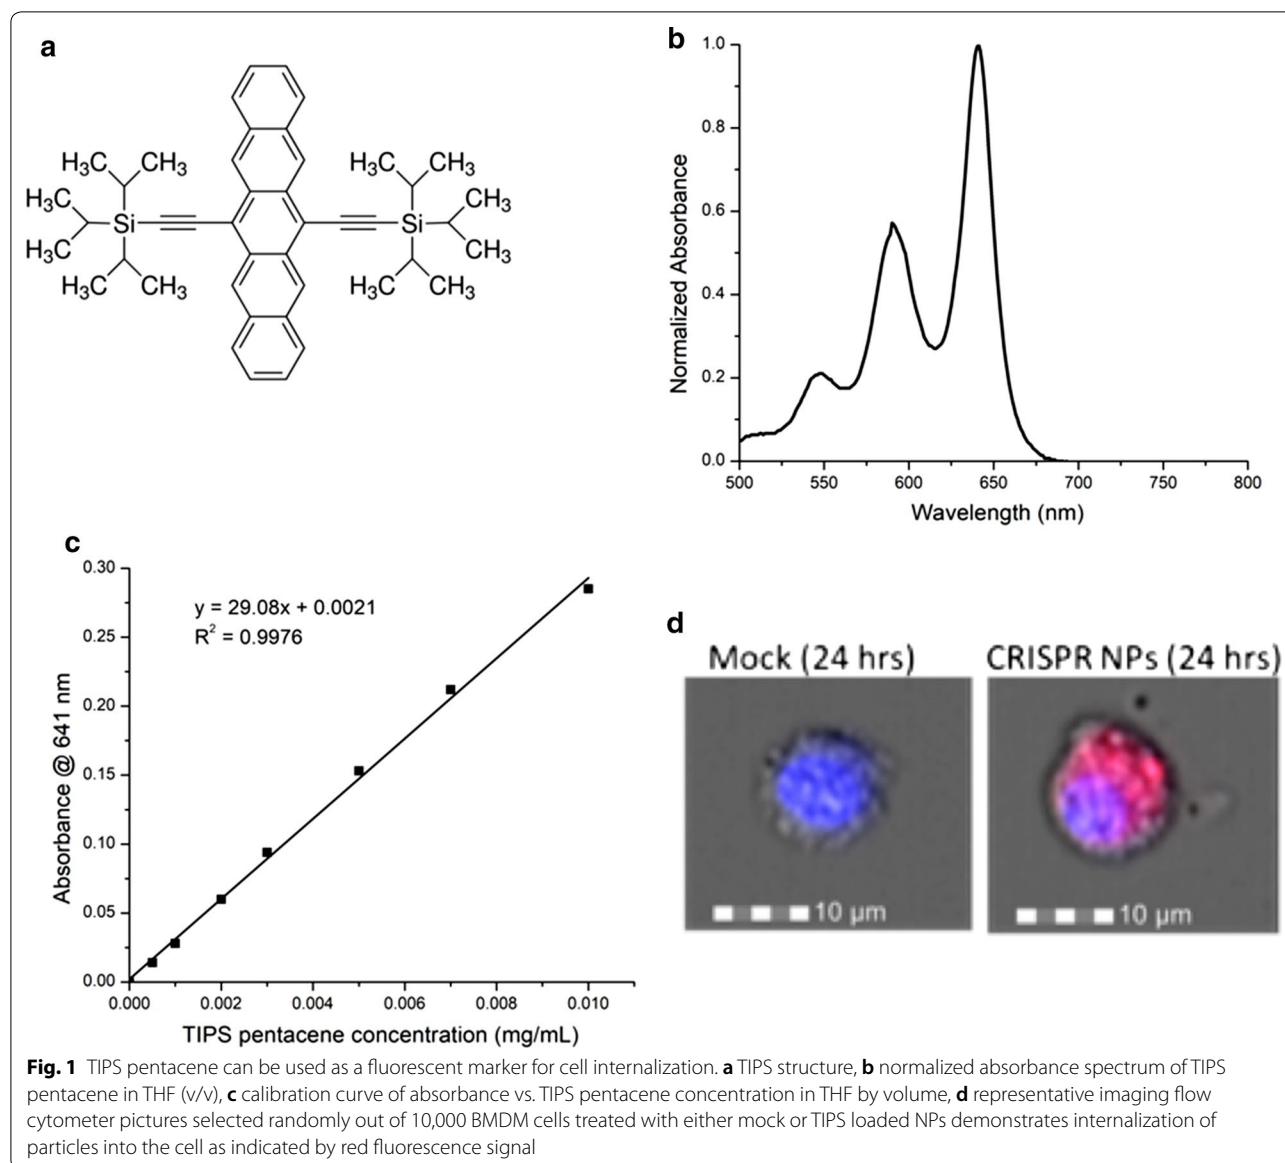 a
H₃C CH₃ H₃C CH₃
H₃C CH₃
Si Si
H₃C CH₃
H₃C CH₃ H₃C CH₃
b
1.0
0.8
0.6
0.4
0.2
0.0
Normalized Absorbance
500 550 600 650 700 750 800
Wavelength (nm)
c
0.30
0.25
0.20
0.15
0.10
0.05
0.00
y = 29.08x + 0.0021
R² = 0.9976
Absorbance @ 641 nm
0.000 0.002 0.004 0.006 0.008 0.010
TIPS pentacene concentration (mg/mL)
d
Mock (24 hrs) CRISPR NPs (24 hrs)
10 µm 10 µm
Fig. 1 TIPS pentacene can be used as a fluorescent marker for cell internalization. a TIPS structure, b normalized absorbance spectrum of TIPS
pentacene in THF (v/v), c calibration curve of absorbance vs. TIPS pentacene concentration in THF by volume, d representative imaging flow
cytometer pictures selected randomly out of 10,000 BMDM cells treated with either mock or TIPS loaded NPs demonstrates internalization of
particles into the cell as indicated by red fluorescence signal